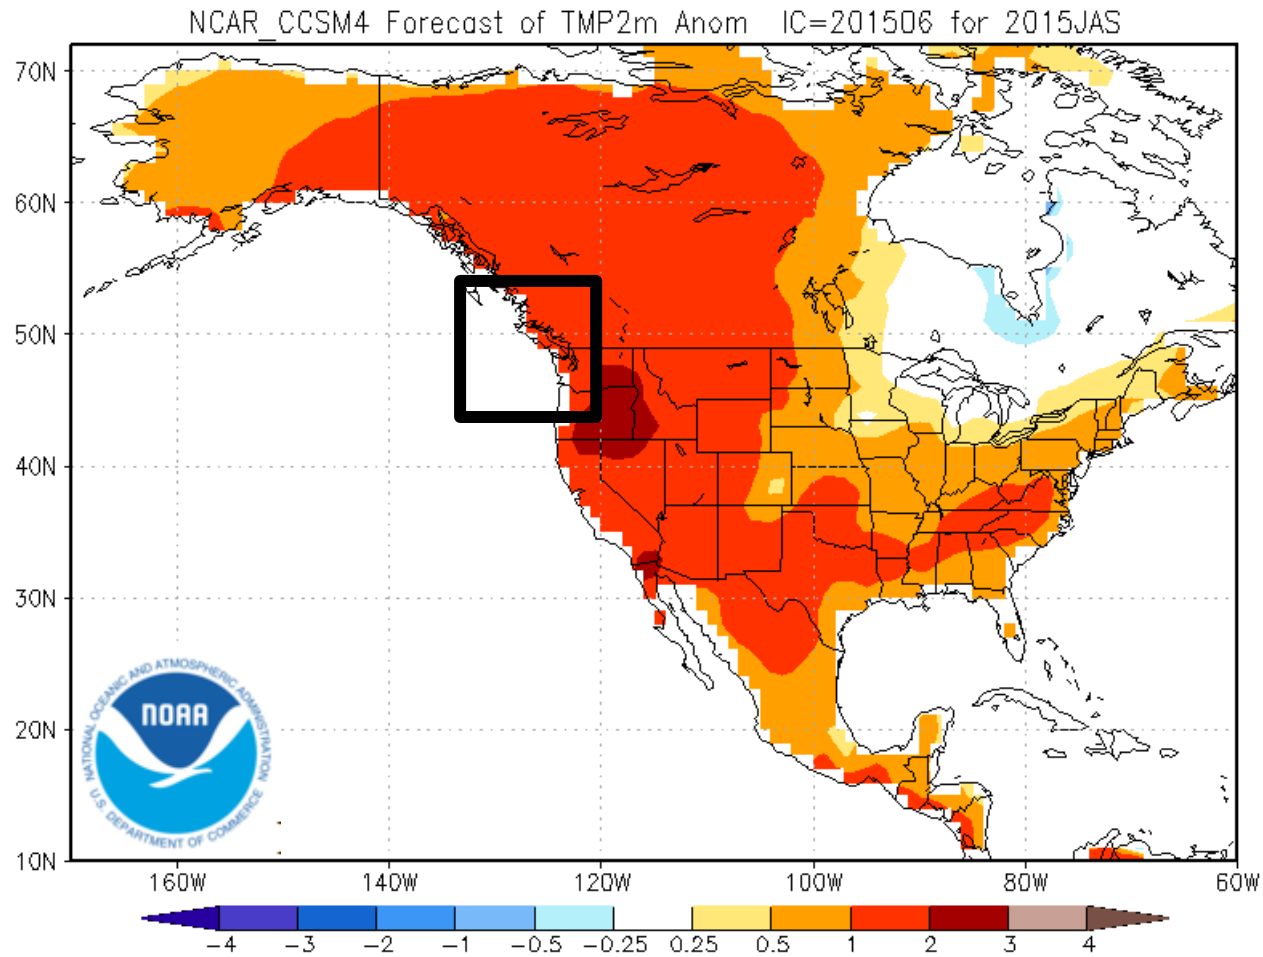 NCAR_CCSM4 Forecast of TMP2m Anom IC=201506 for 2015JAS
70N
60N
50N
40N
30N
20N
10N
NATIONAL OCEANIC AND ATMOSPHERIC ADMINISTRATION
NOAA
U.S. DEPARTMENT OF COMMERCE
160W 140W 120W 100W 80W 60W
-4 -3 -2 -1 -0.5 -0.25 0.25 0.5 1 2 3 4